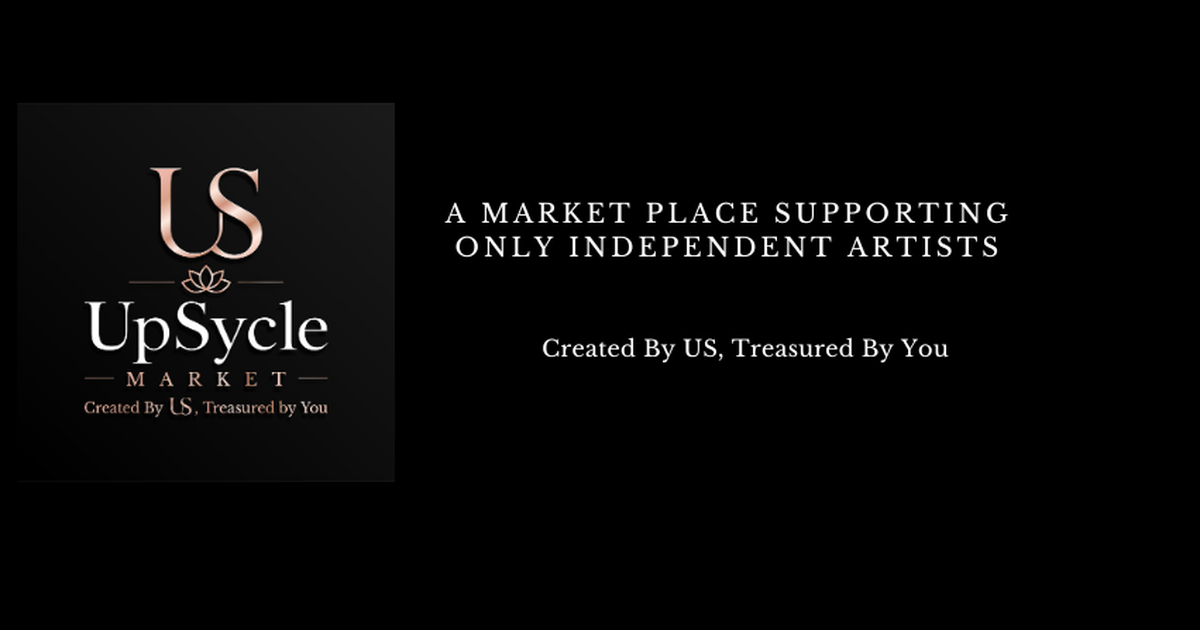 US
UpSycle
MARKET
Created By US, Treasured by You
A MARKET PLACE SUPPORTING
ONLY INDEPENDENT ARTISTS
Created By US, Treasured By You